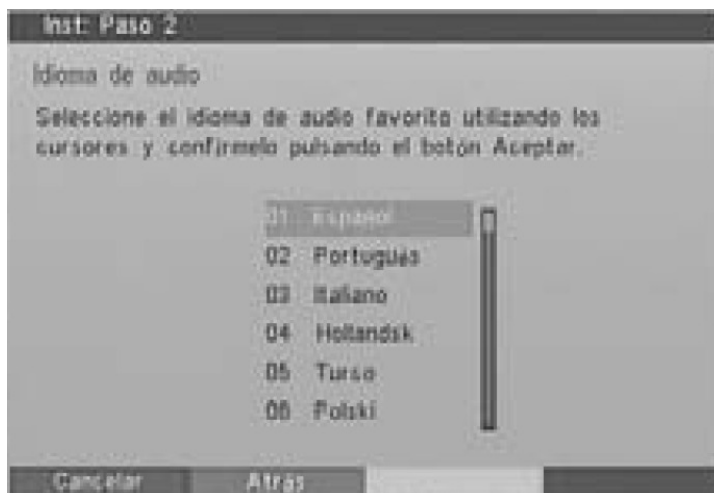 Inst: Paso 2
Idioma de audio
Seleccione el idioma de audio favorito utilizando los
cursores y confírmelo pulsando el botón Aceptar.
01 Español
02 Portugués
03 Italiano
04 Hollandsk
05 Turco
06 Polski
Cancelar Atrás